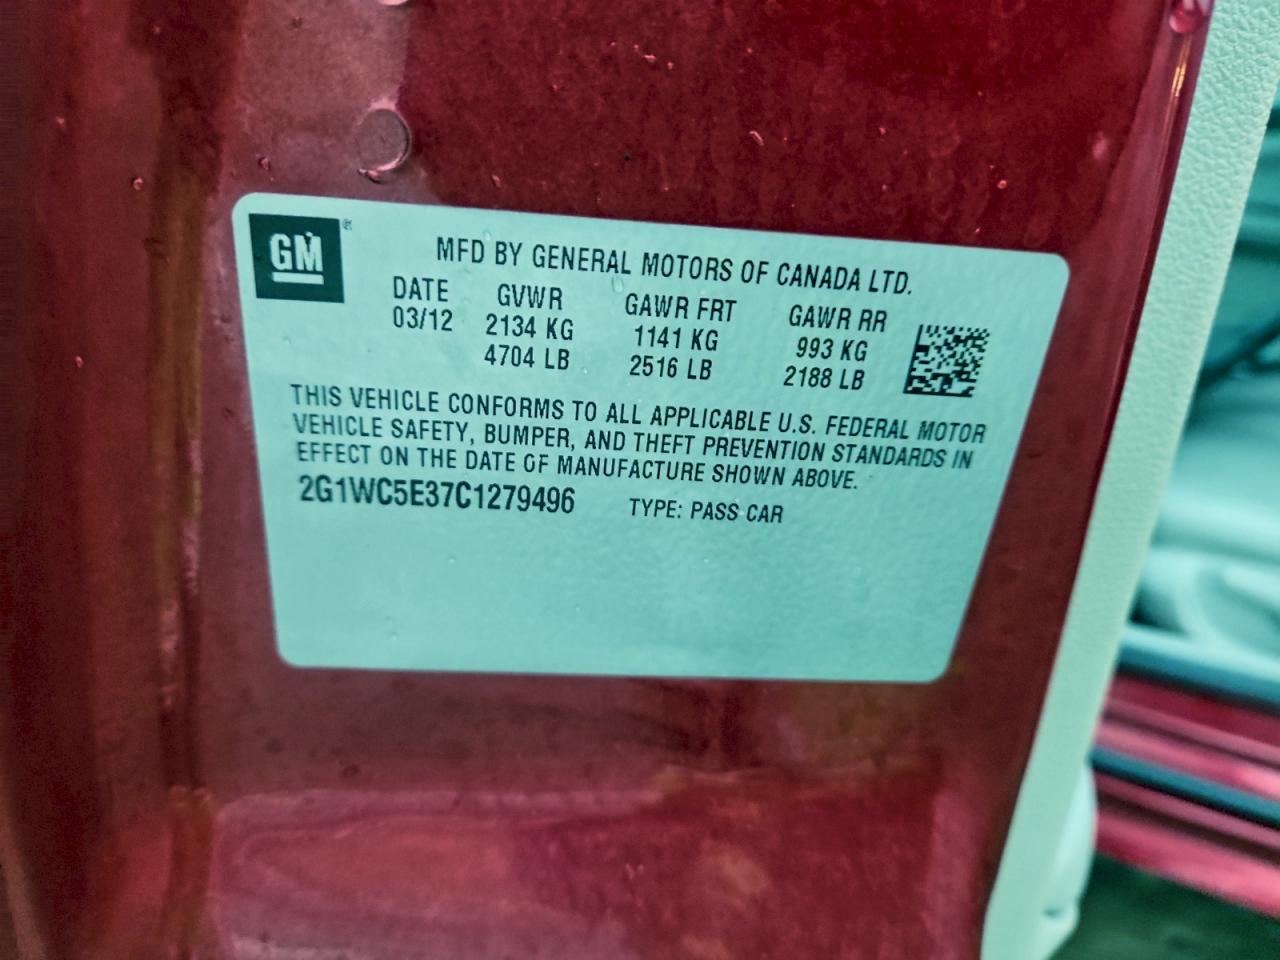 GM®
MFD BY GENERAL MOTORS OF CANADA LTD.
DATE GVWR GAWR FRT GAWR RR
03/12 2134 KG 1141 KG 993 KG
4704 LB 2516 LB 2188 LB
THIS VEHICLE CONFORMS TO ALL APPLICABLE U.S. FEDERAL MOTOR
VEHICLE SAFETY, BUMPER, AND THEFT PREVENTION STANDARDS IN
EFFECT ON THE DATE OF MANUFACTURE SHOWN ABOVE.
2G1WC5E37C1279496 TYPE: PASS CAR